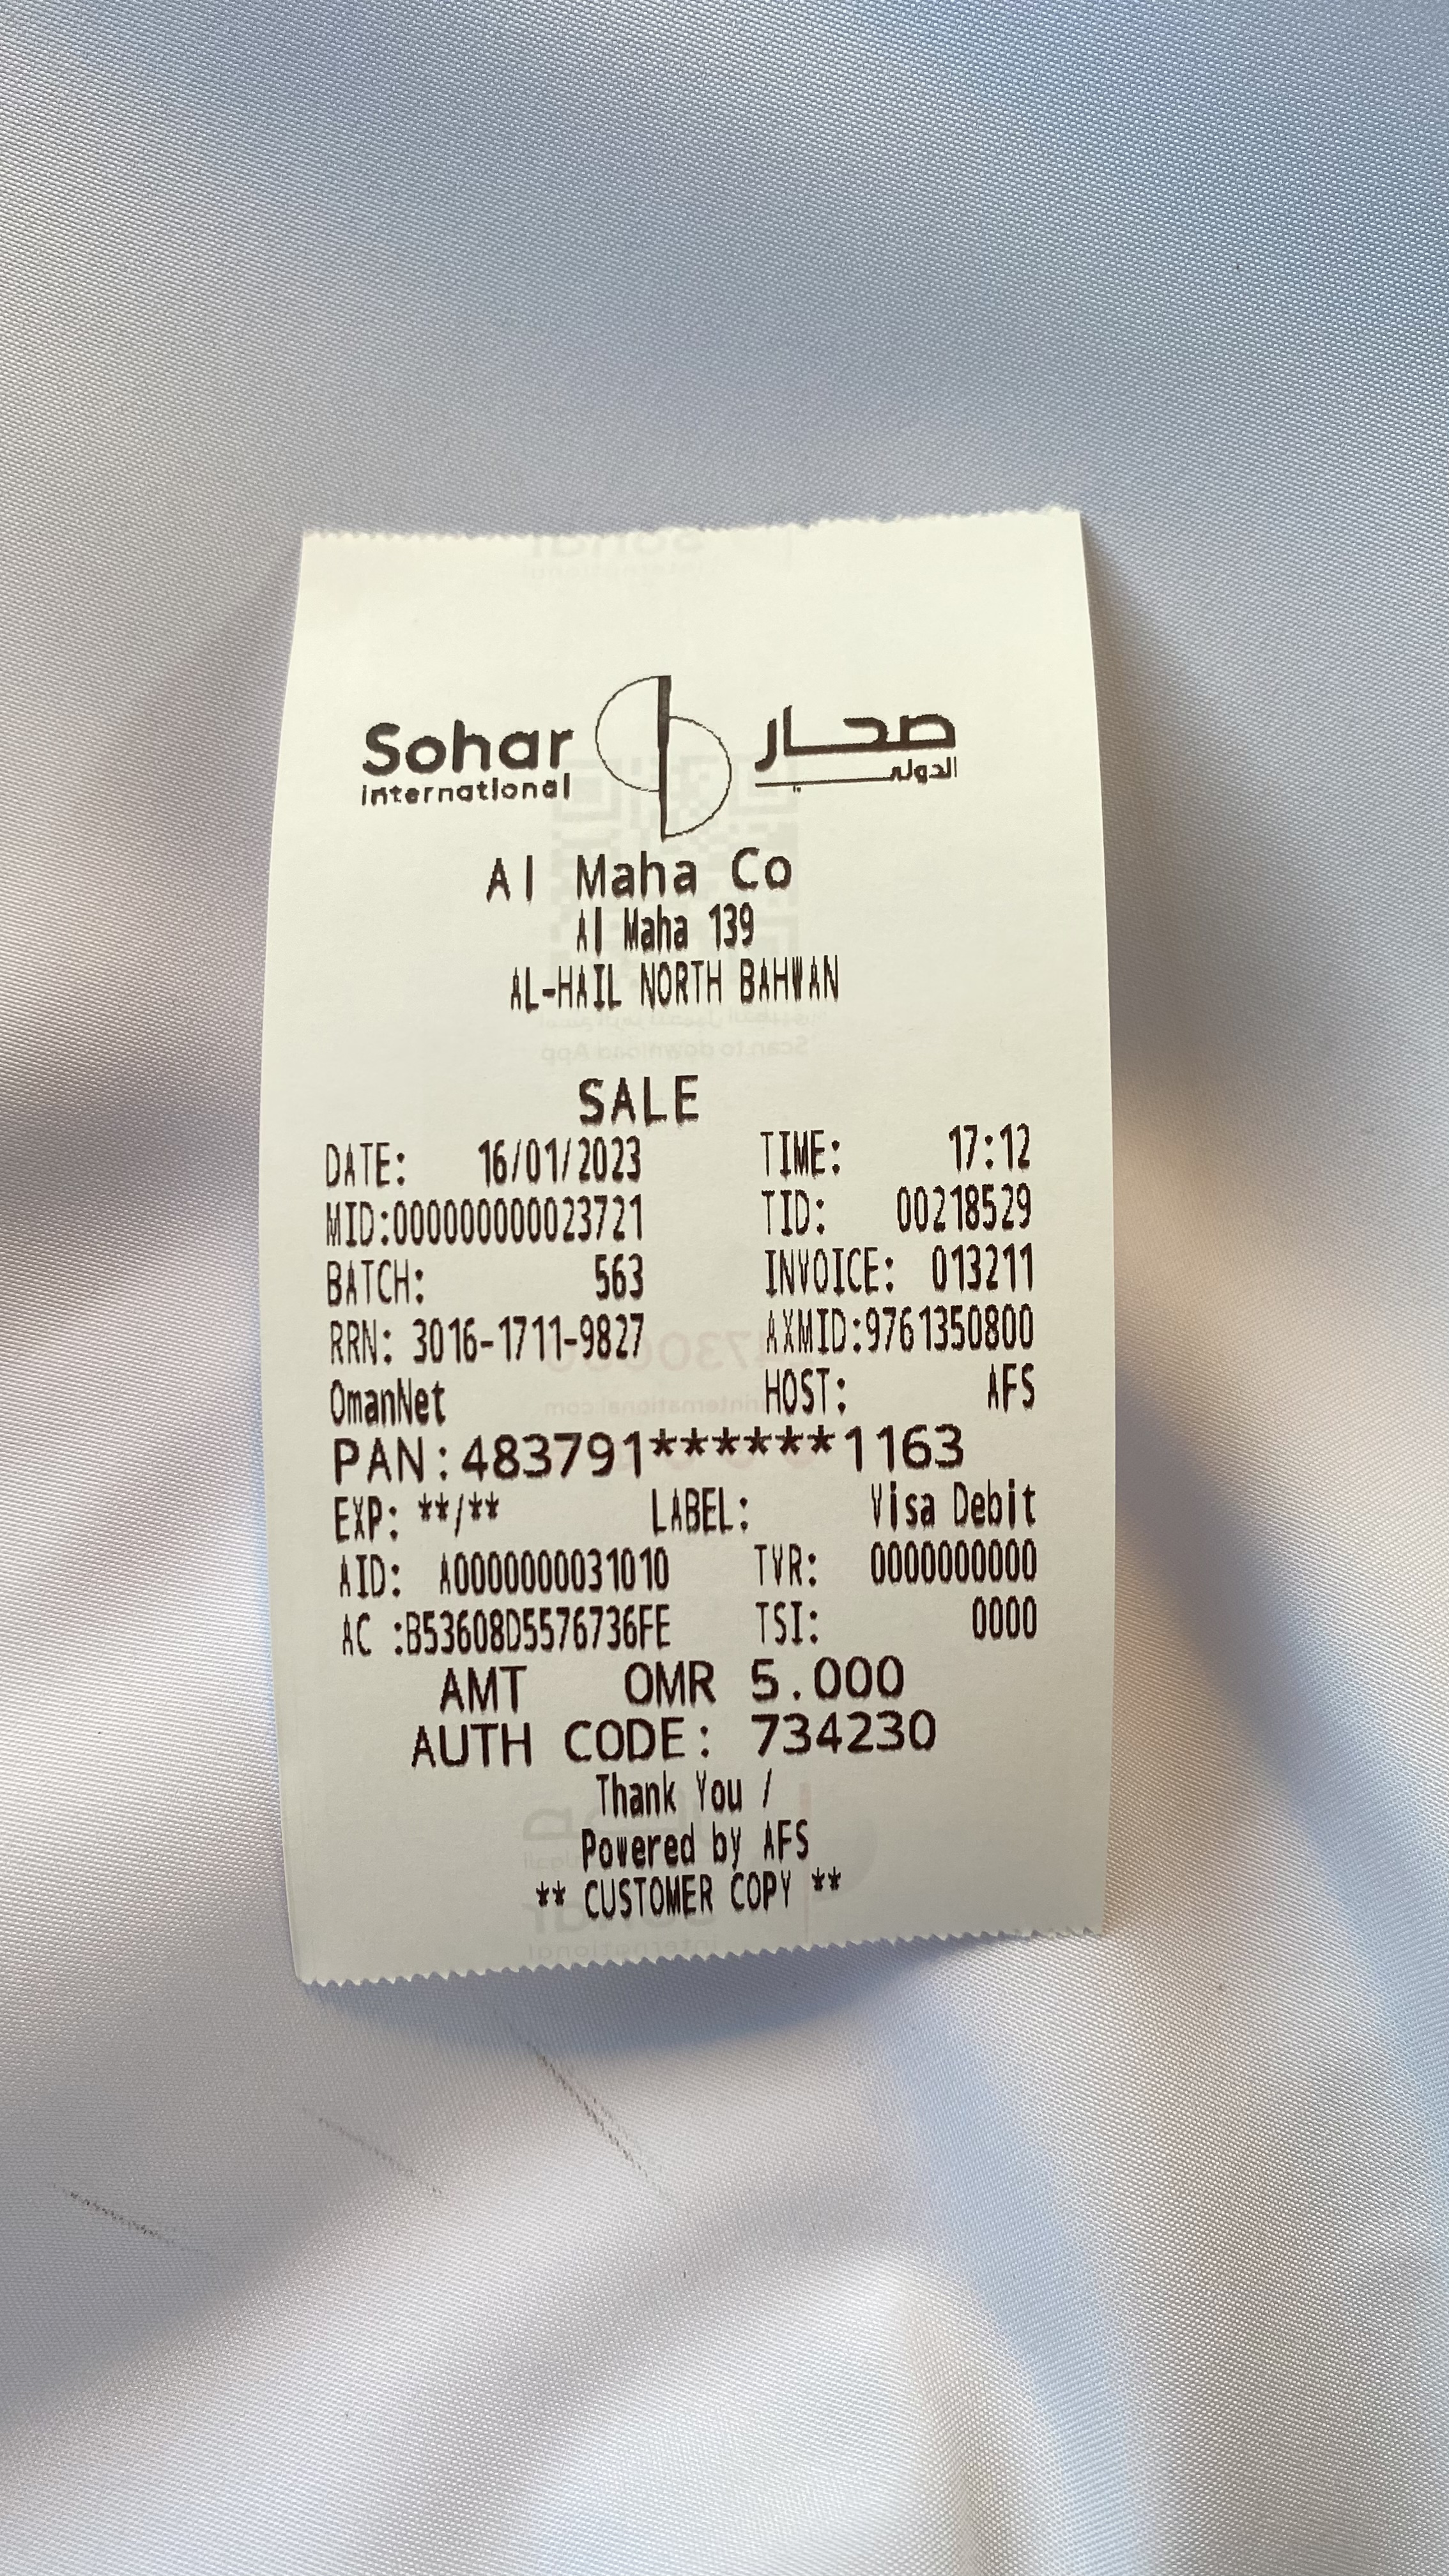 Sohar صحار
international الدولي
Al Maha Co
Al Maha 139
AL-HAIL NORTH BAHWAN
SALE
DATE: 16/01/2023 TIME: 17:12
MID:000000000023721 TID: 00218529
BATCH: 563 INVOICE: 013211
RRN: 3016-1711-9827 AXMID:9761350800
OmanNet HOST: AFS
PAN:483791******1163
EXP: **/** LABEL: Visa Debit
AID: A0000000031010 TVR: 0000000000
AC :B53608D5576736FE TSI: 0000
AMT OMR 5.000
AUTH CODE: 734230
Thank You /
Powered by AFS
** CUSTOMER COPY **